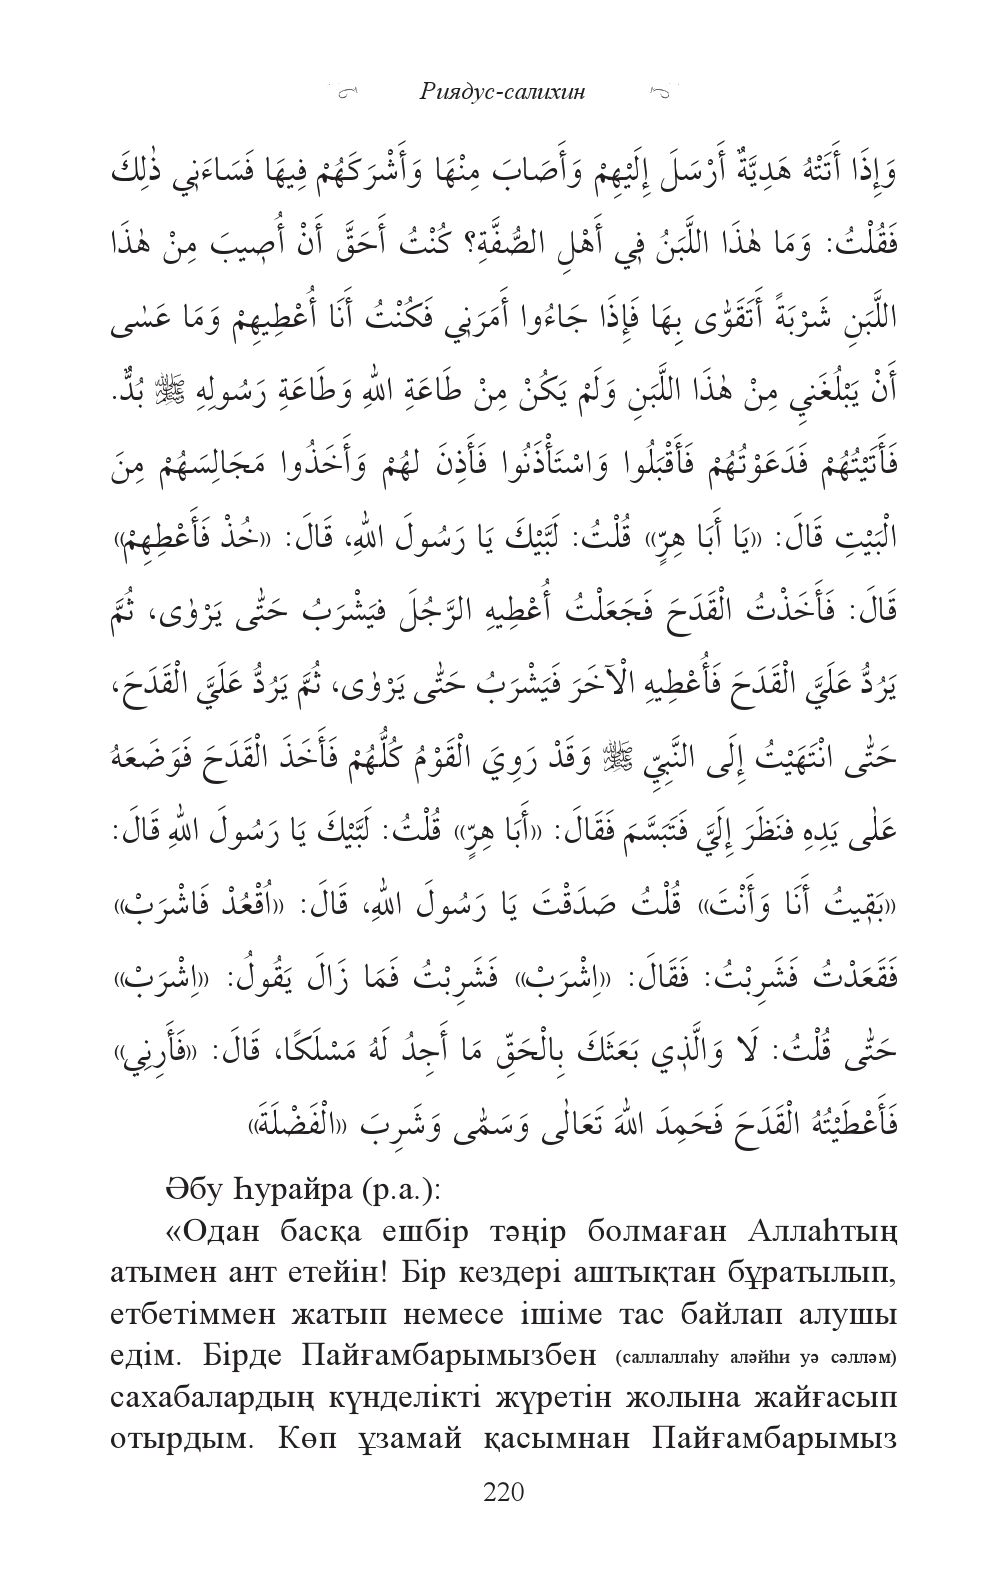 Риядус-салихин
وَإِذَا أَتَتْهُ هَدِيَّةٌ أَرْسَلَ إِلَيْهِمْ وَأَصَابَ مِنْهَا وَأَشْرَكَهُمْ فِيهَا فَسَاءَنِي ذٰلِكَ
فَقُلْتُ: وَمَا هٰذَا اللَّبَنُ فِي أَهْلِ الصُّفَّةِ؟ كُنْتُ أَحَقَّ أَنْ أُصِيبَ مِنْ هٰذَا
اللَّبَنِ شَرْبَةً أَتَقَوّٰى بِهَا فَإِذَا جَاءُوا أَمَرَنِي فَكُنْتُ أَنَا أُعْطِيهِمْ وَمَا عَسٰى
أَنْ يَبْلُغَنِي مِنْ هٰذَا اللَّبَنِ وَلَمْ يَكُنْ مِنْ طَاعَةِ اللهِ وَطَاعَةِ رَسُولِهِ ﷺ بُدٌّ.
فَأَتَيْتُهُمْ فَدَعَوْتُهُمْ فَأَقْبَلُوا وَاسْتَأْذَنُوا فَأَذِنَ لهُمْ وَأَخَذُوا مَجَالِسَهُمْ مِنَ
الْبَيْتِ قَالَ: «يَا أَبَا هِرٍّ» قُلْتُ: لَبَّيْكَ يَا رَسُولَ اللهِ، قَالَ: «خُذْ فَأَعْطِهِمْ»
قَالَ: فَأَخَذْتُ الْقَدَحَ فَجَعَلْتُ أُعْطِيهِ الرَّجُلَ فيَشْرَبُ حَتّٰى يَرْوٰى، ثُمَّ
يَرُدُّ عَلَيَّ الْقَدَحَ فَأُعْطِيهِ الْآخَرَ فَيَشْرَبُ حَتّٰى يَرْوٰى، ثُمَّ يَرُدُّ عَلَيَّ الْقَدَحَ،
حَتّٰى انْتَهَيْتُ إِلَى النَّبِيِّ ﷺ وَقَدْ رَوِيَ الْقَوْمُ كُلُّهُمْ فَأَخَذَ الْقَدَحَ فَوَضَعَهُ
عَلٰى يَدِهِ فنَظَرَ إِلَيَّ فَتَبَسَّمَ فَقَالَ: «أَبَا هِرٍّ» قُلْتُ: لَبَّيْكَ يَا رَسُولَ اللهِ قَالَ:
«بَقِيتُ أَنَا وَأَنْتَ» قُلْتُ صَدَقْتَ يَا رَسُولَ اللهِ، قَالَ: «اُقْعُدْ فَاشْرَبْ»
فَقَعَدْتُ فَشَرِبْتُ: فَقَالَ: «اِشْرَبْ» فَشَرِبْتُ فَمَا زَالَ يَقُولُ: «اِشْرَبْ»
حَتّٰى قُلْتُ: لَا وَالَّذِي بَعَثَكَ بِالْحَقِّ مَا أَجِدُ لَهُ مَسْلَكًا، قَالَ: «فَأَرِنِي»
فَأَعْطَيْتُهُ الْقَدَحَ فَحَمِدَ اللهَ تَعَالٰى وَسَمّٰى وَشَرِبَ «الْفَضْلَةَ»
Әбу Һурайра (р.а.):
«Одан басқа ешбір тәңір болмаған Аллаһтың
атымен ант етейін! Бір кездері аштықтан бұратылып,
етбетіммен жатып немесе ішіме тас байлап алушы
едім. Бірде Пайғамбарымызбен (саллаллаһу аләйһи уә сәлләм)
сахабалардың күнделікті жүретін жолына жайғасып
отырдым. Көп ұзамай қасымнан Пайғамбарымыз
220